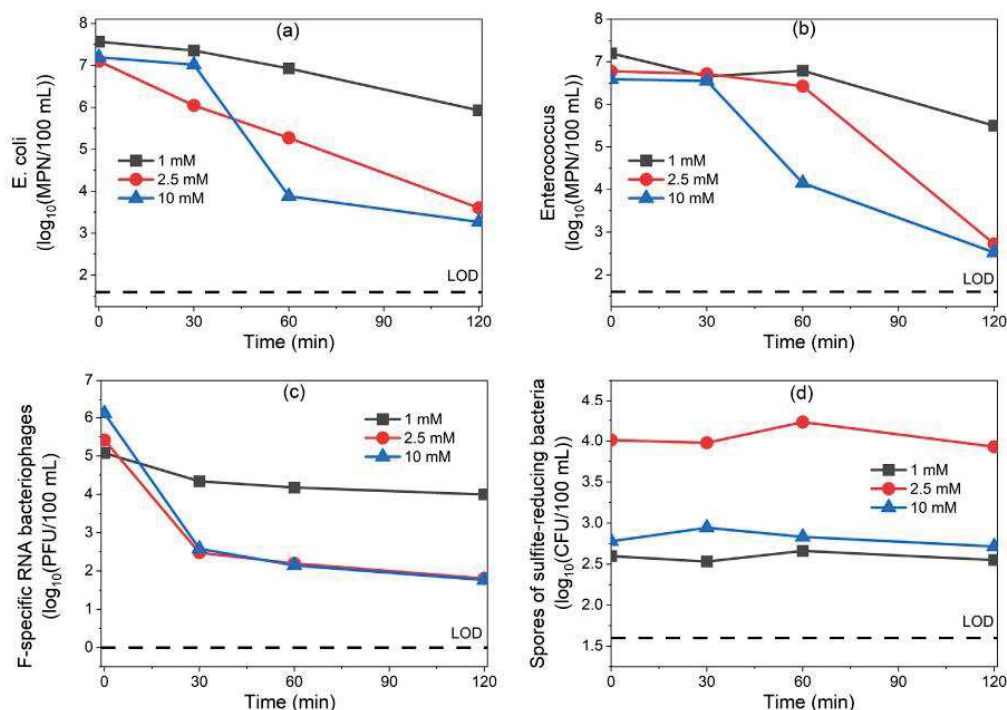 (a)
8
7
6
5
4
3
2
E. coli
(log10(MPN/100 mL))
1 mM
2.5 mM
10 mM
LOD
0 30 60 90 120
Time (min)
(b)
8
7
6
5
4
3
2
Enterococcus
(log10(MPN/100 mL))
1 mM
2.5 mM
10 mM
LOD
0 30 60 90 120
Time (min)
(c)
7
6
5
4
3
2
1
0
F-specific RNA bacteriophages
(log10(PFU/100 mL))
1 mM
2.5 mM
10 mM
LOD
0 30 60 90 120
Time (min)
(d)
4.5
4.0
3.5
3.0
2.5
2.0
1.5
Spores of sulfite-reducing bacteria
(log10(CFU/100 mL))
1 mM
2.5 mM
10 mM
LOD
0 30 60 90 120
Time (min)